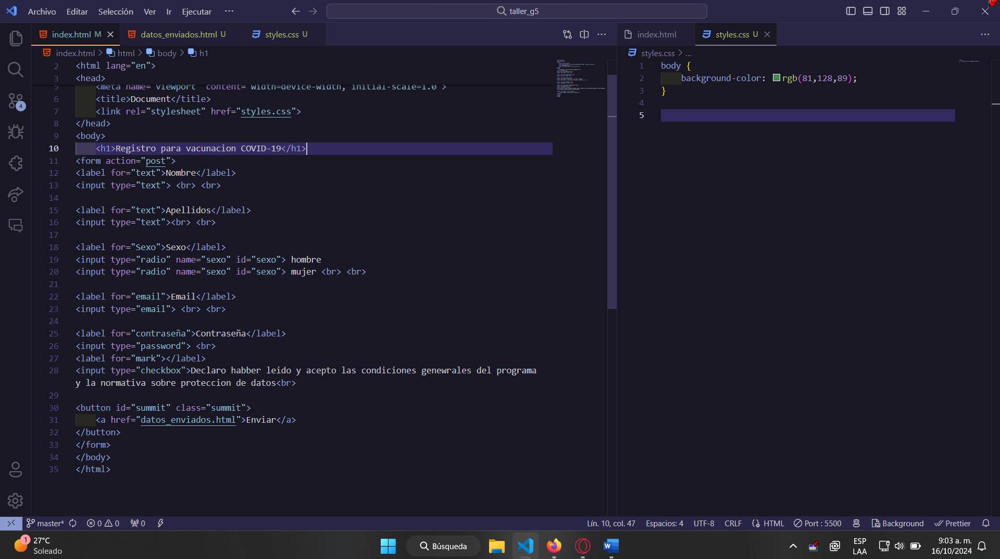 Archivo Editar Selección Ver Ir Ejecutar ··· taller_g5
index.html M datos_enviados.html U styles.css U
index.html > html > body > h1
2 <html lang="en">
3 <head>
5 <meta name="viewport" content="width=device-width, initial-scale=1.0">
6 <title>Document</title>
7 <link rel="stylesheet" href="styles.css">
8 </head>
9 <body>
10 <h1>Registro para vacunacion COVID-19</h1>
11 <form action="post">
12 <label for="text">Nombre</label>
13 <input type="text"> <br> <br>
14
15 <label for="text">Apellidos</label>
16 <input type="text"><br> <br>
17
18 <label for="Sexo">Sexo</label>
19 <input type="radio" name="sexo" id="sexo"> hombre
20 <input type="radio" name="sexo" id="sexo"> mujer <br> <br>
21
22 <label for="email">Email</label>
23 <input type="email"> <br> <br>
24
25 <label for="contraseña">Contraseña</label>
26 <input type="password"> <br>
27 <label for="mark"></label>
28 <input type="checkbox">Declaro habber leido y acepto las condiciones genewrales del programa
y la normativa sobre proteccion de datos<br>
29
30 <button id="summit" class="summit">
31 <a href="datos_enviados.html">Enviar</a>
32 </button>
33 </form>
34 </body>
35 </html>
index.html styles.css U
styles.css > ...
1 body {
2 background-color: rgb(81,128,89);
3 }
4
5
4
master* 0 0 0 Lín. 10, col. 47 Espacios: 4 UTF-8 CRLF HTML Port : 5500 Background Prettier
1 27°C
Soleado
Búsqueda
ESP
LAA
9:03 a. m.
16/10/2024